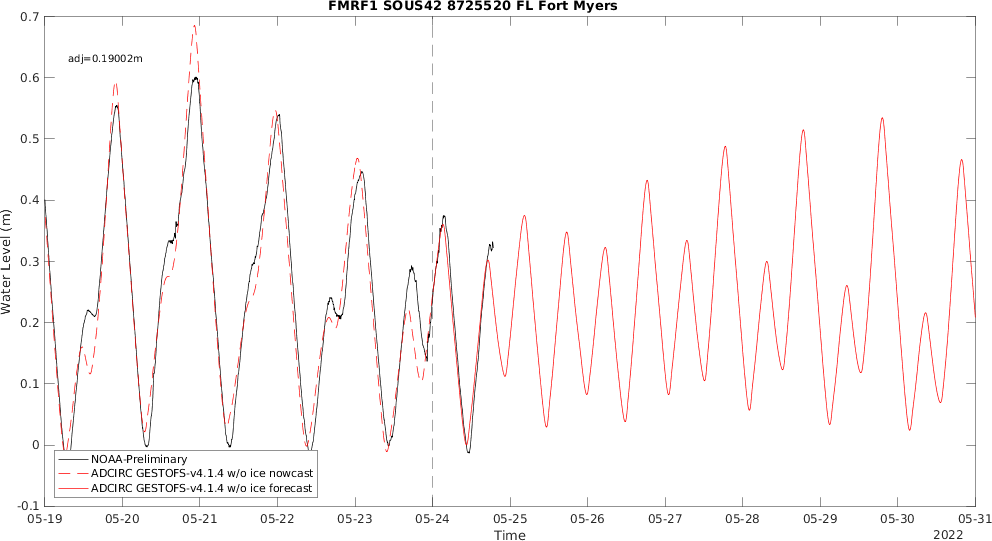 FMRF1 SOUS42 8725520 FL Fort Myers
adj=0.19002m
Water Level (m)
0.7
0.6
0.5
0.4
0.3
0.2
0.1
0
-0.1
NOAA-Preliminary
ADCIRC GESTOFS-v4.1.4 w/o ice nowcast
ADCIRC GESTOFS-v4.1.4 w/o ice forecast
05-19 05-20 05-21 05-22 05-23 05-24 05-25 05-26 05-27 05-28 05-29 05-30 05-31
Time
2022